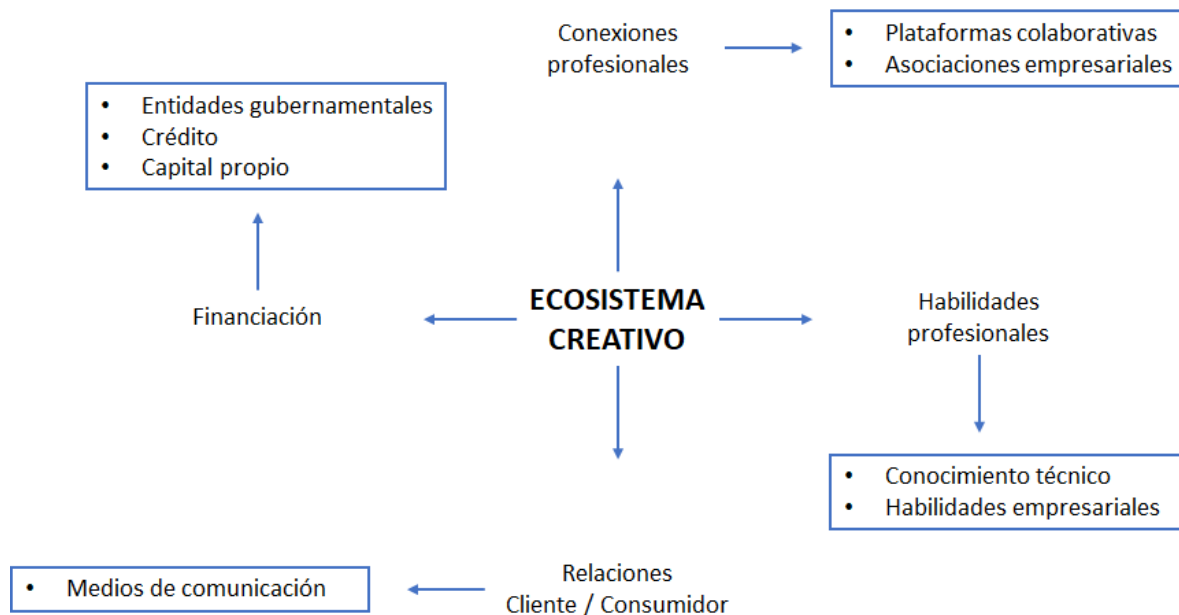 Conexiones
profesionales
• Plataformas colaborativas
• Asociaciones empresariales
• Entidades gubernamentales
• Crédito
• Capital propio
Financiación
ECOSISTEMA
CREATIVO
Habilidades
profesionales
• Conocimiento técnico
• Habilidades empresariales
• Medios de comunicación
Relaciones
Cliente / Consumidor